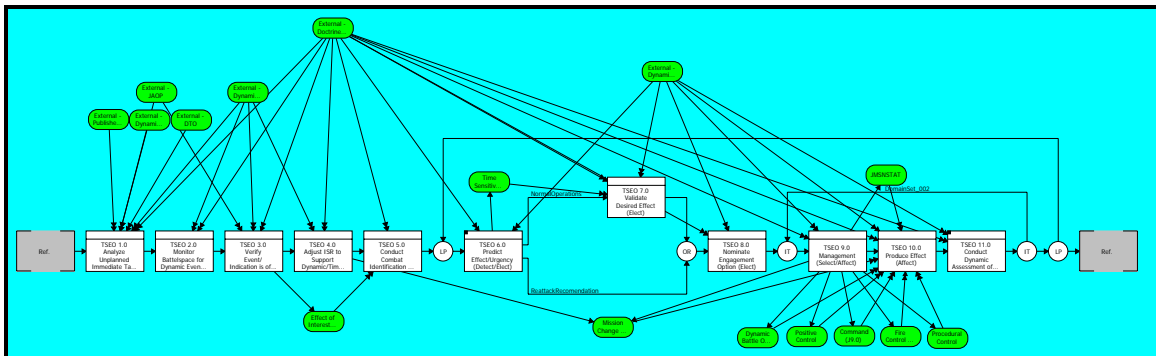 External -
Doctrine...
External -
Dynami...
External -
JAOP
External -
Dynami...
External -
Publishe...
External -
Dynami...
External -
DTO
JMSNSTAT
Time
Sensitiv...
NormalOperations
TSEO 7.0
Validate
Desired Effect
(Elect)
DomainSet_002
Ref.
TSEO 1.0
Analyze
Unplanned
Immediate Ta...
TSEO 2.0
Monitor
Battlespace for
Dynamic Even...
TSEO 3.0
Verify
Event/
Indication is of...
TSEO 4.0
Adjust ISR to
Support
Dynamic/Tim...
TSEO 5.0
Conduct
Combat
Identification ...
LP
TSEO 6.0
Predict
Effect/Urgency
(Detect/Elect)
OR
TSEO 8.0
Nominate
Engagement
Option (Elect)
IT
TSEO 9.0
Management
(Select/Affect)
TSEO 10.0
Produce Effect
(Affect)
TSEO 11.0
Conduct
Dynamic
Assessment of...
IT
LP
Ref.
ReattackRecomendation
Effect of
Interest...
Mission
Change ...
Dynamic
Battle O...
Positive
Control
Command
(J9.0)
Fire
Control ...
Procedural
Control